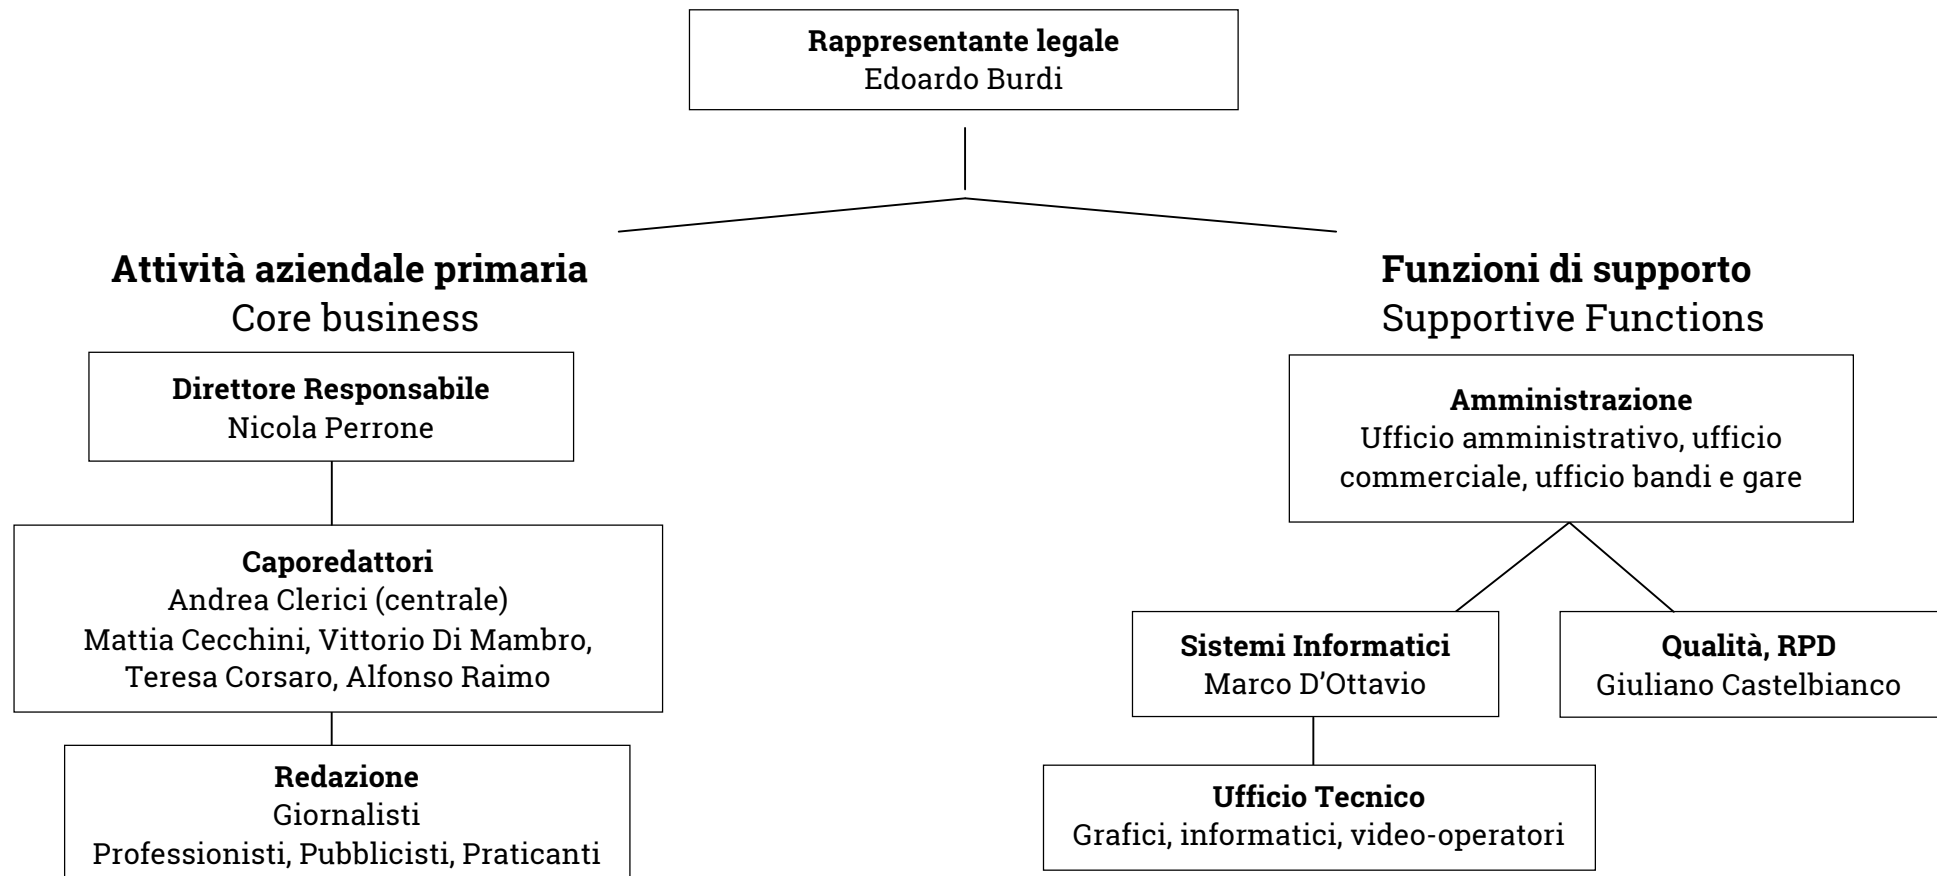 Rappresentante legale
Edoardo Burdi
Attività aziendale primaria
Core business
Direttore Responsabile
Nicola Perrone
Caporedattori
Andrea Clerici (centrale)
Mattia Cecchini, Vittorio Di Mambro,
Teresa Corsaro, Alfonso Raimo
Redazione
Giornalisti
Professionisti, Pubblicisti, Praticanti
Funzioni di supporto
Supportive Functions
Amministrazione
Ufficio amministrativo, ufficio
commerciale, ufficio bandi e gare
Sistemi Informatici
Marco D’Ottavio
Qualità, RPD
Giuliano Castelbianco
Ufficio Tecnico
Grafici, informatici, video-operatori